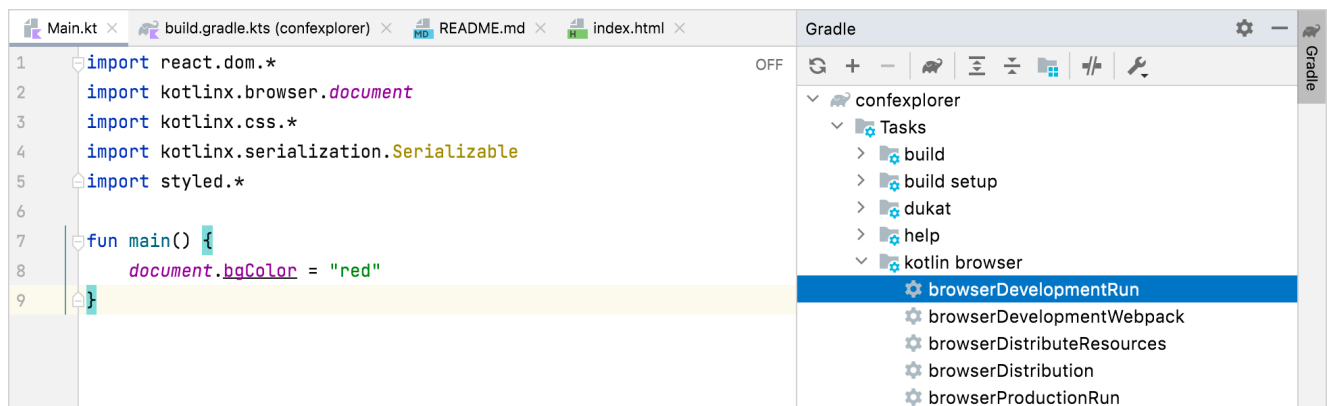 Main.kt
build.gradle.kts (confexplorer)
MD
README.md
H
index.html
1 import react.dom.*
OFF
2 import kotlinx.browser.document
3 import kotlinx.css.*
4 import kotlinx.serialization.Serializable
5 import styled.*
6
7 fun main() {
8 document.bgColor = "red"
9 }
Gradle
confexplorer
Tasks
build
build setup
dukat
help
kotlin browser
browserDevelopmentRun
browserDevelopmentWebpack
browserDistributeResources
browserDistribution
browserProductionRun
Gradle